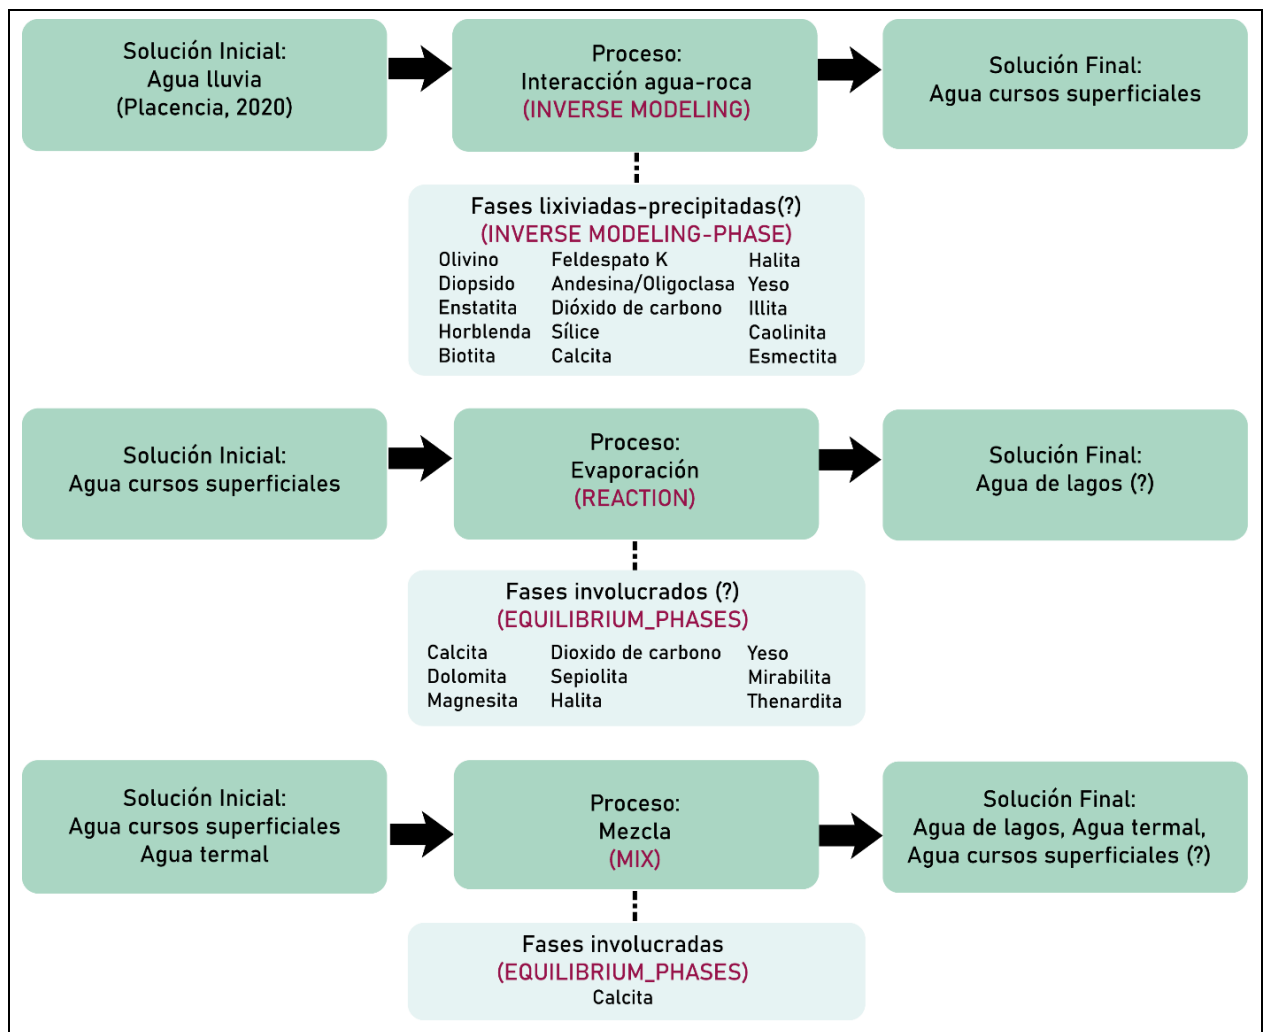 Solución Inicial:
Agua lluvia
(Placencia, 2020)
Proceso:
Interacción agua-roca
(INVERSE MODELING)
Solución Final:
Agua cursos superficiales
Fases lixiviadas-precipitadas(?)
(INVERSE MODELING-PHASE)
Olivino Feldespato K Halita
Diopsido Andesina/Oligoclasa Yeso
Enstatita Dióxido de carbono Illita
Horblenda Sílice Caolinita
Biotita Calcita Esmectita
Solución Inicial:
Agua cursos superficiales
Proceso:
Evaporación
(REACTION)
Solución Final:
Agua de lagos (?)
Fases involucrados (?)
(EQUILIBRIUM_PHASES)
Calcita Dioxido de carbono Yeso
Dolomita Sepiolita Mirabilita
Magnesita Halita Thenardita
Solución Inicial:
Agua cursos superficiales
Agua termal
Proceso:
Mezcla
(MIX)
Solución Final:
Agua de lagos, Agua termal,
Agua cursos superficiales (?)
Fases involucradas
(EQUILIBRIUM_PHASES)
Calcita